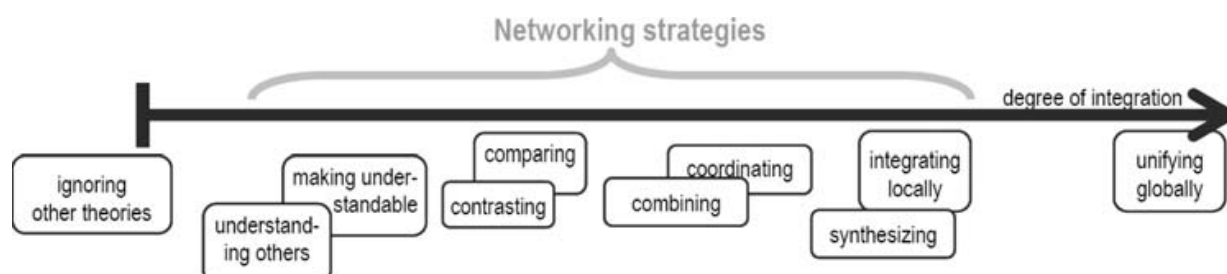 Networking strategies
degree of integration
ignoring
other theories
understand-
ing others
making under-
standable
comparing
contrasting
coordinating
combining
integrating
locally
synthesizing
unifying
globally